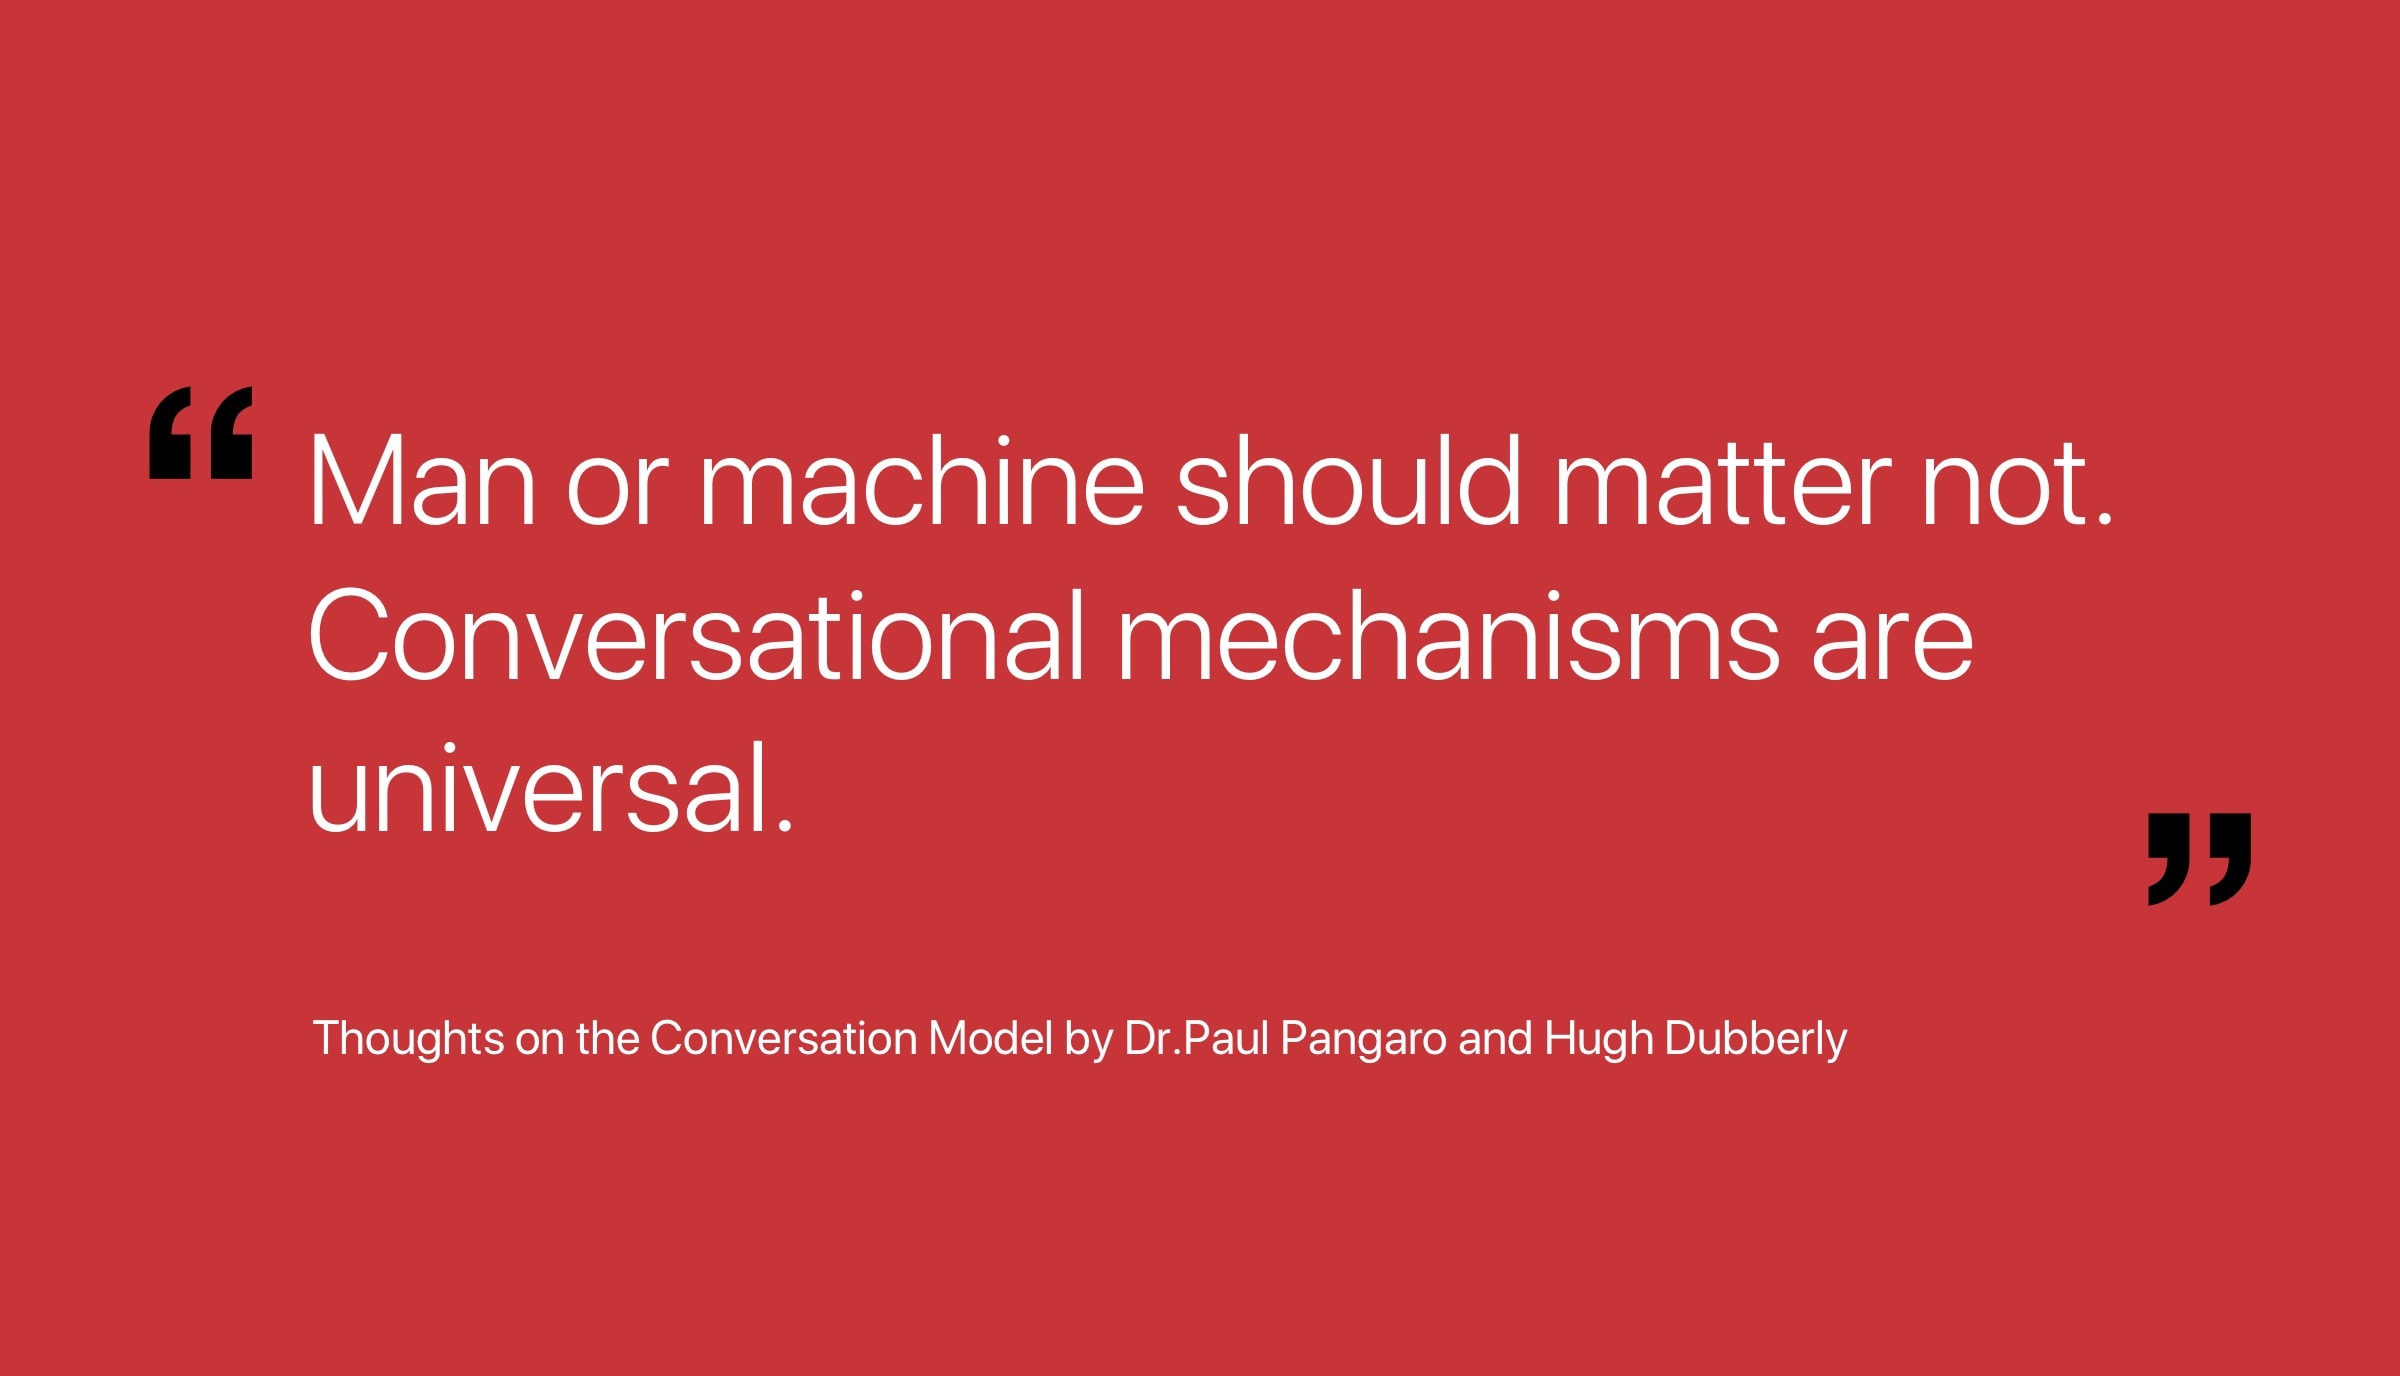 “Man or machine should matter not.
Conversational mechanisms are
universal.”
Thoughts on the Conversation Model by Dr.Paul Pangaro and Hugh Dubberly